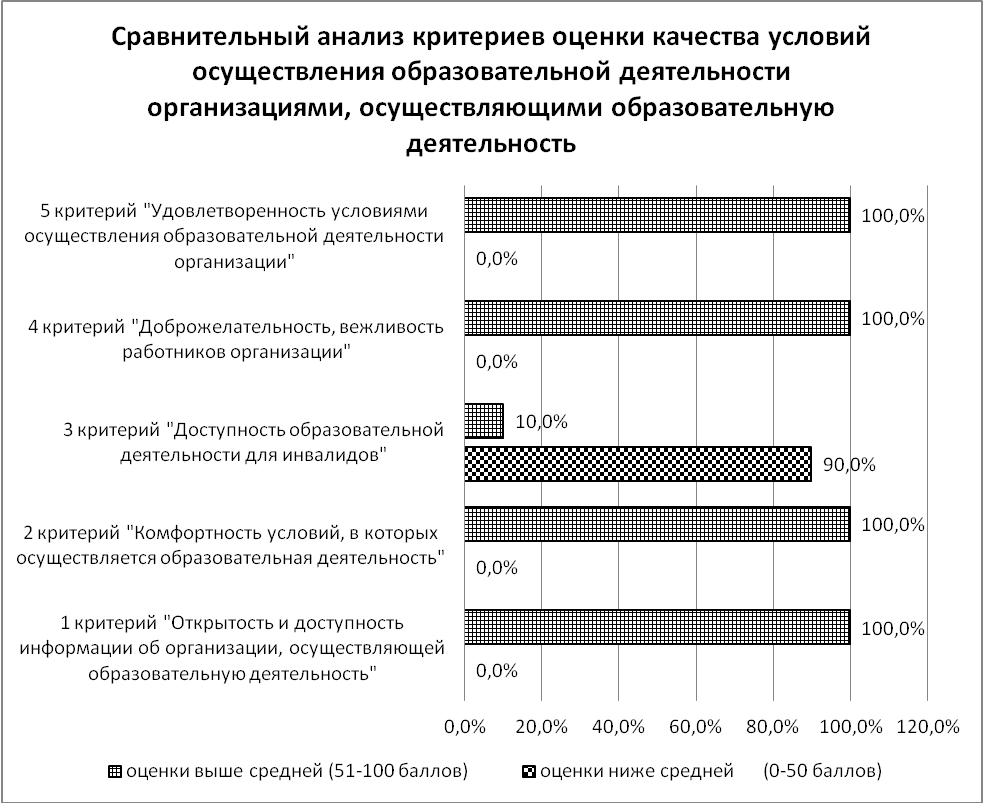 Сравнительный анализ критериев оценки качества условий
осуществления образовательной деятельности
организациями, осуществляющими образовательную
деятельность
5 критерий "Удовлетворенность условиями
осуществления образовательной деятельности
организации"
100,0%
0,0%
4 критерий "Доброжелательность, вежливость
работников организации"
100,0%
0,0%
3 критерий "Доступность образовательной
деятельности для инвалидов"
10,0%
90,0%
2 критерий "Комфортность условий, в которых
осуществляется образовательная деятельность"
100,0%
0,0%
1 критерий "Открытость и доступность
информации об организации, осуществляющей
образовательную деятельность"
100,0%
0,0%
0,0% 20,0% 40,0% 60,0% 80,0% 100,0% 120,0%
оценки выше средней (51-100 баллов) оценки ниже средней (0-50 баллов)